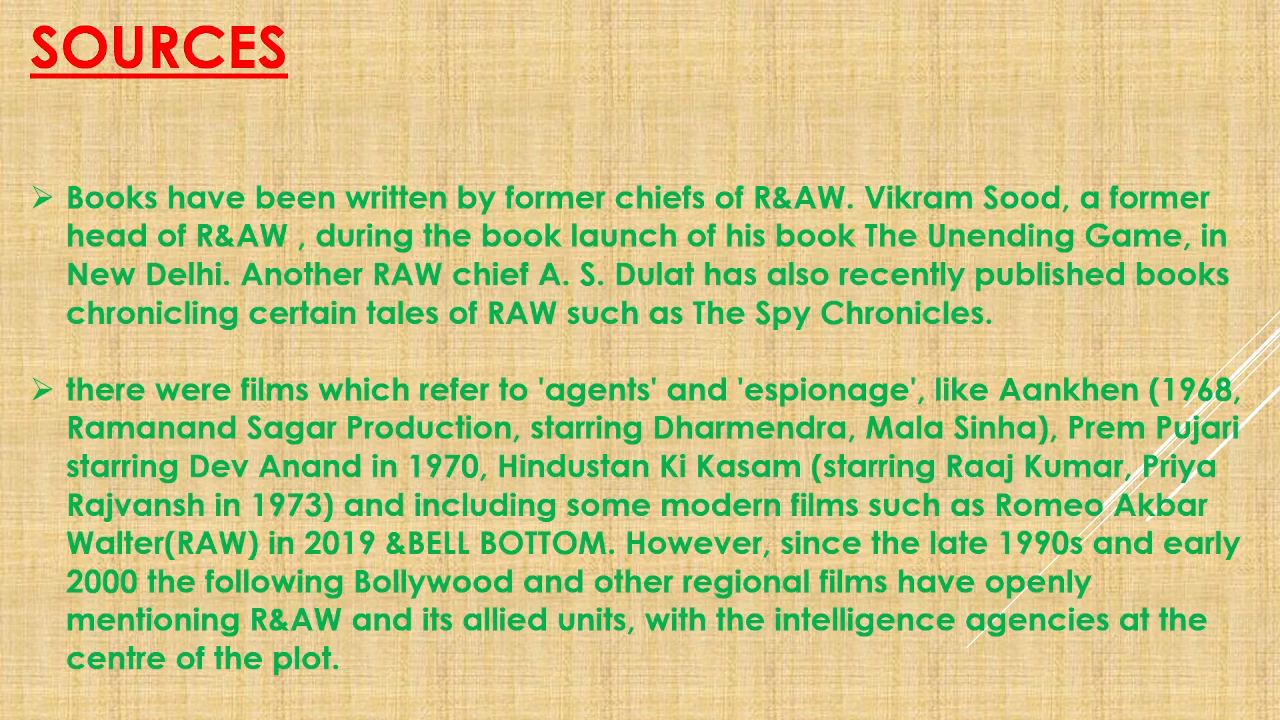 SOURCES
➢ Books have been written by former chiefs of R&AW. Vikram Sood, a former
head of R&AW , during the book launch of his book The Unending Game, in
New Delhi. Another RAW chief A. S. Dulat has also recently published books
chronicling certain tales of RAW such as The Spy Chronicles.
➢ there were films which refer to 'agents' and 'espionage', like Aankhen (1968,
Ramanand Sagar Production, starring Dharmendra, Mala Sinha), Prem Pujari
starring Dev Anand in 1970, Hindustan Ki Kasam (starring Raaj Kumar, Priya
Rajvansh in 1973) and including some modern films such as Romeo Akbar
Walter(RAW) in 2019 &BELL BOTTOM. However, since the late 1990s and early
2000 the following Bollywood and other regional films have openly
mentioning R&AW and its allied units, with the intelligence agencies at the
centre of the plot.